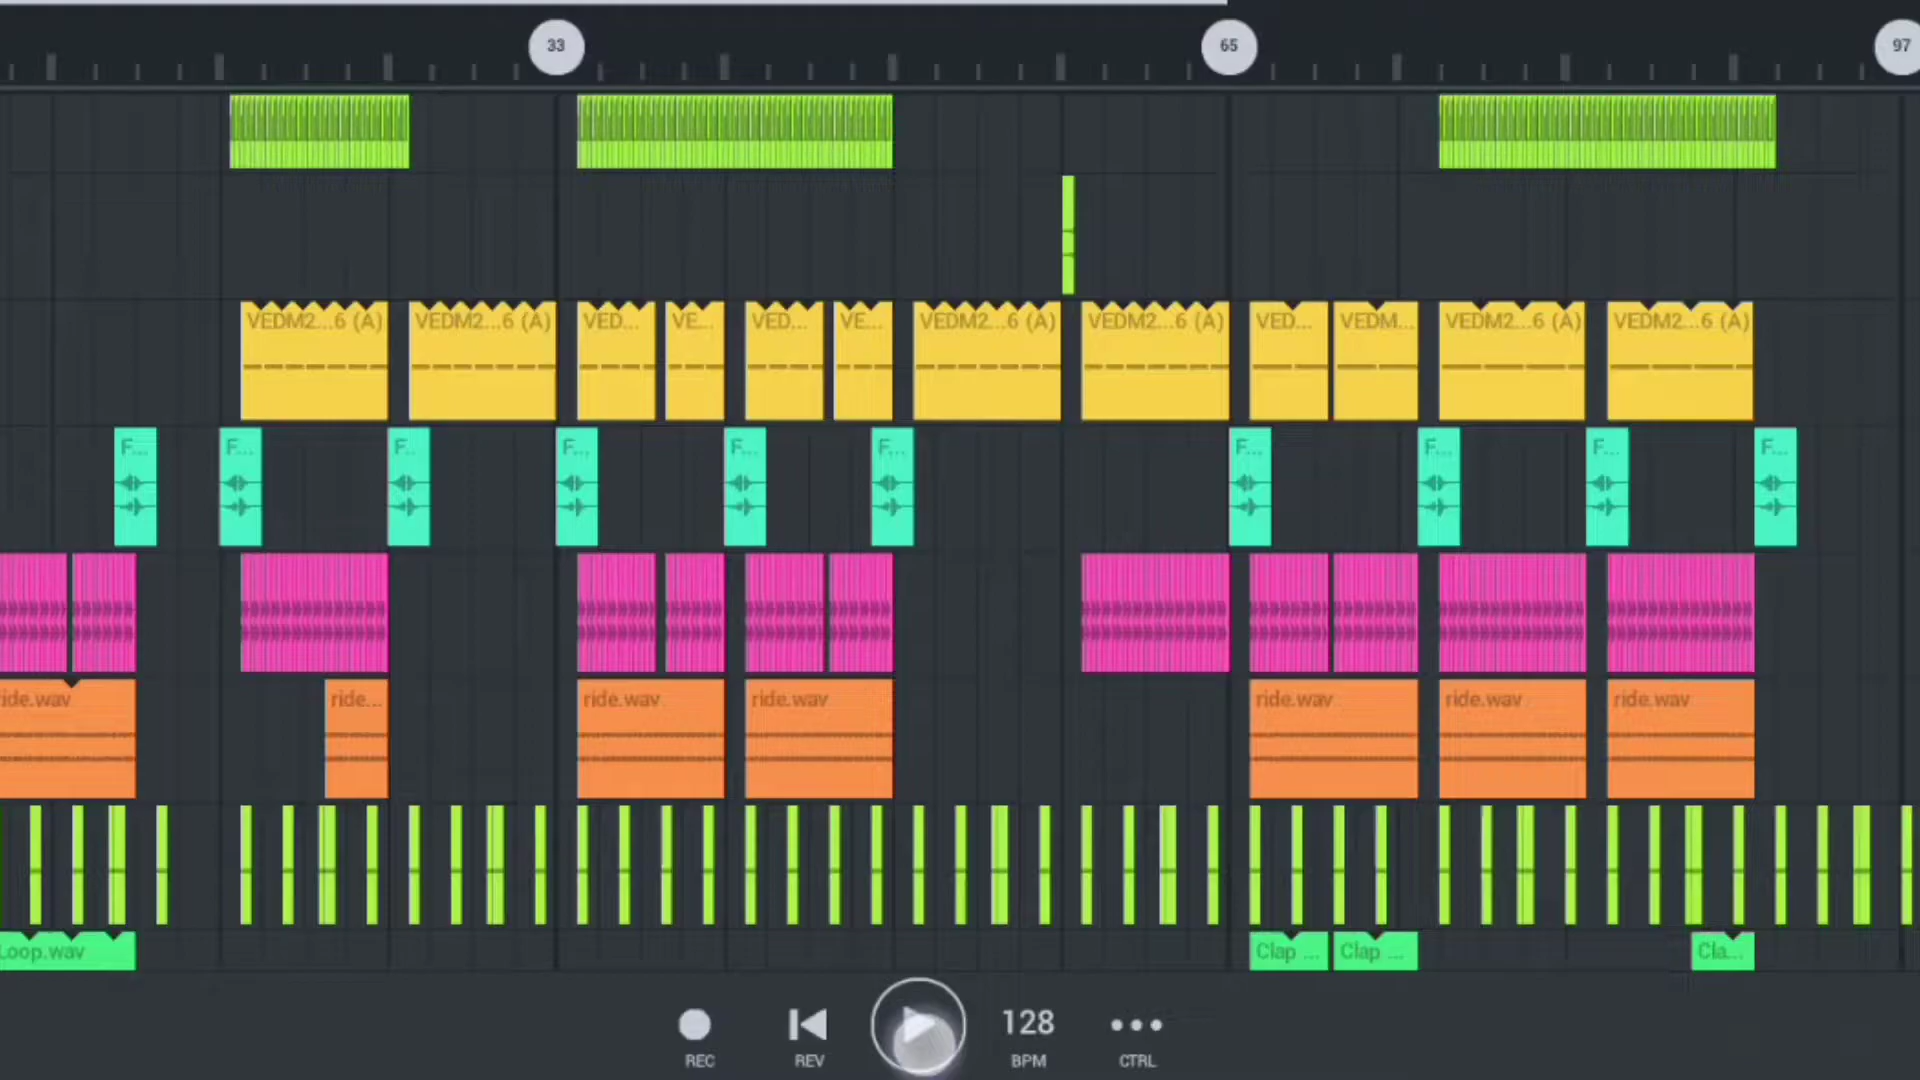 33 65 97
VEDM2...6 (A) VEDM2...6 (A) VED... VE... VED... VE... VEDM2...6 (A) VEDM2...6 (A) VED... VEDM... VEDM2...6 (A) VEDM2...6 (A)
F... F... F.. F... F... F... F... F... F... F...
ide.wav ride... ride.wav ride.wav ride.wav ride.wav ride.wav
Loop.wav Clap ... Clap ... Cla...
128
REC REV BPM CTRL